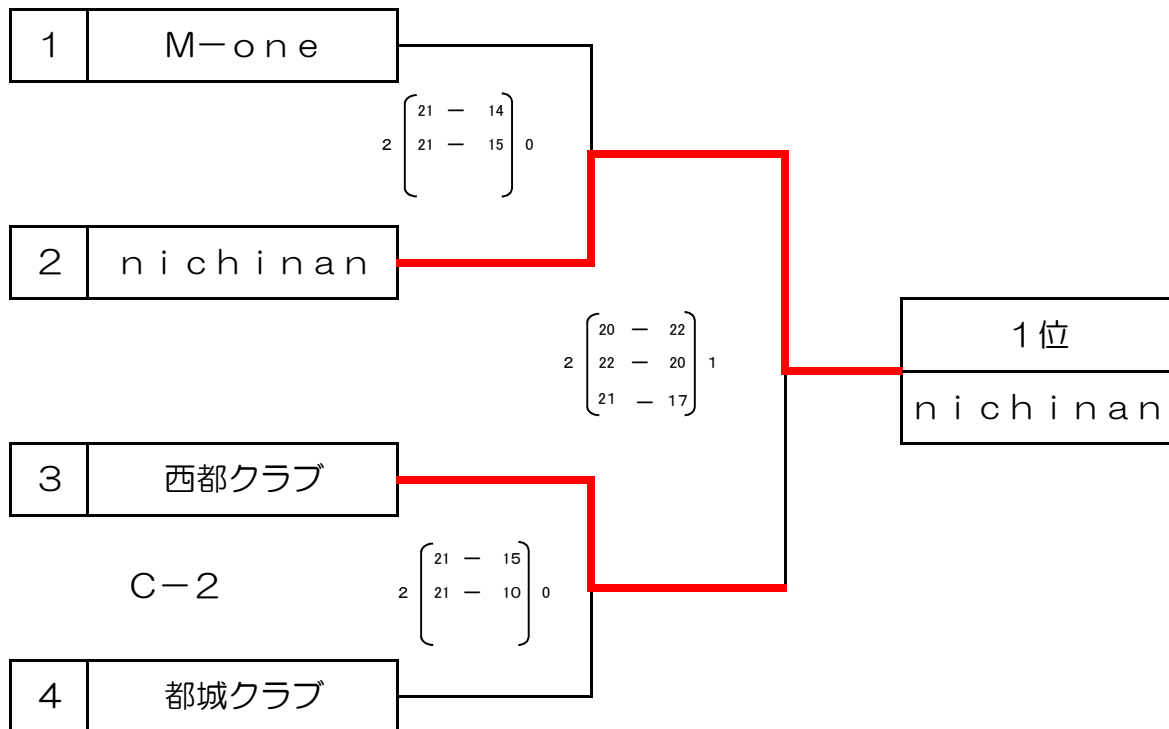 1 M－one
21 － 14
2 21 － 15 0
2 nichinan
20 － 22
2 22 － 20 1
21 － 17
1位
nichinan
3 西都クラブ
21 － 15
C－2
2 21 － 10 0
4 都城クラブ